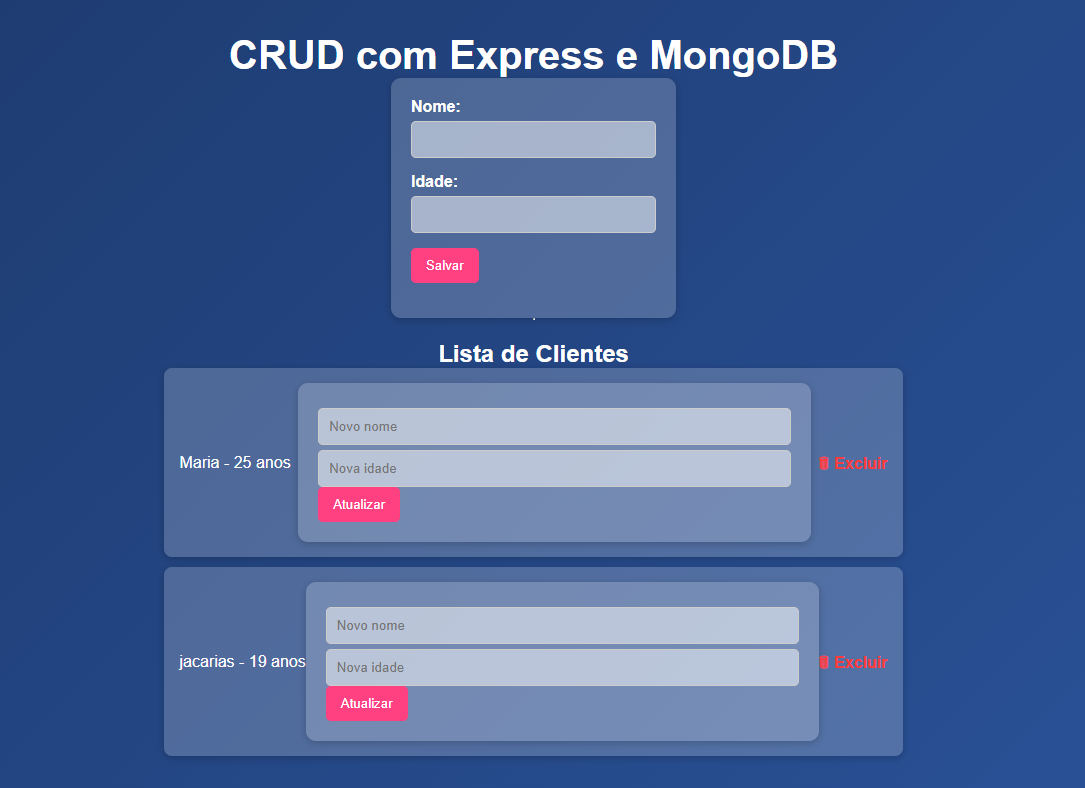 CRUD com Express e MongoDB
Nome:
Idade:
Salvar
Lista de Clientes
Maria - 25 anos
Novo nome
Nova idade
Atualizar
Excluir
jacarias - 19 anos
Novo nome
Nova idade
Atualizar
Excluir